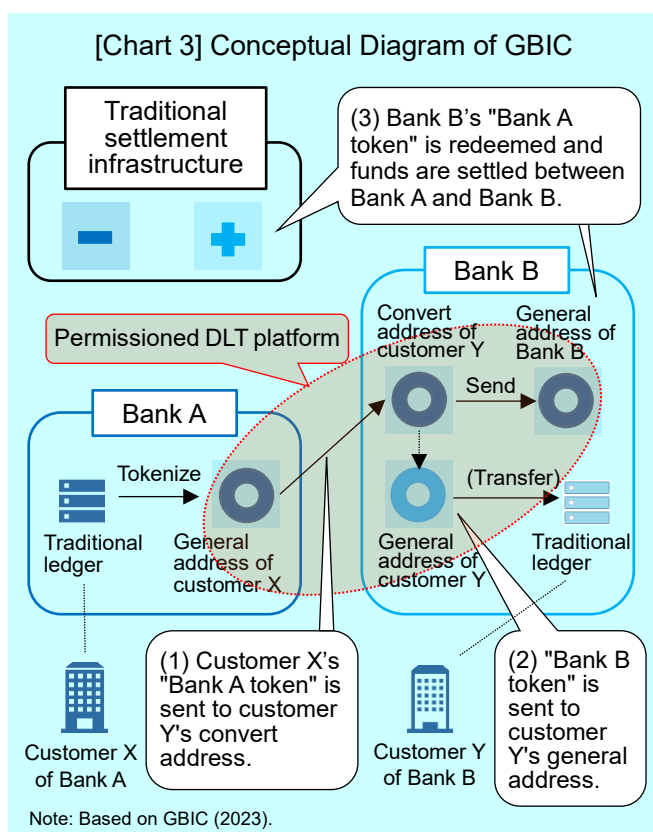 [Chart 3] Conceptual Diagram of GBIC
Traditional
settlement
infrastructure
(3) Bank B’s "Bank A
token" is redeemed and
funds are settled between
Bank A and Bank B.
Bank B
Permissioned DLT platform
Convert
address of
customer Y
General
address of
Bank B
Send
Bank A
Tokenize
(Transfer)
Traditional
ledger
General
address of
customer X
General
address of
customer Y
Traditional
ledger
(1) Customer X’s
"Bank A token" is
sent to customer
Y's convert
address.
(2) "Bank B
token" is
sent to
customer
Y's general
address.
Customer X
of Bank A
Customer Y
of Bank B
Note: Based on GBIC (2023).